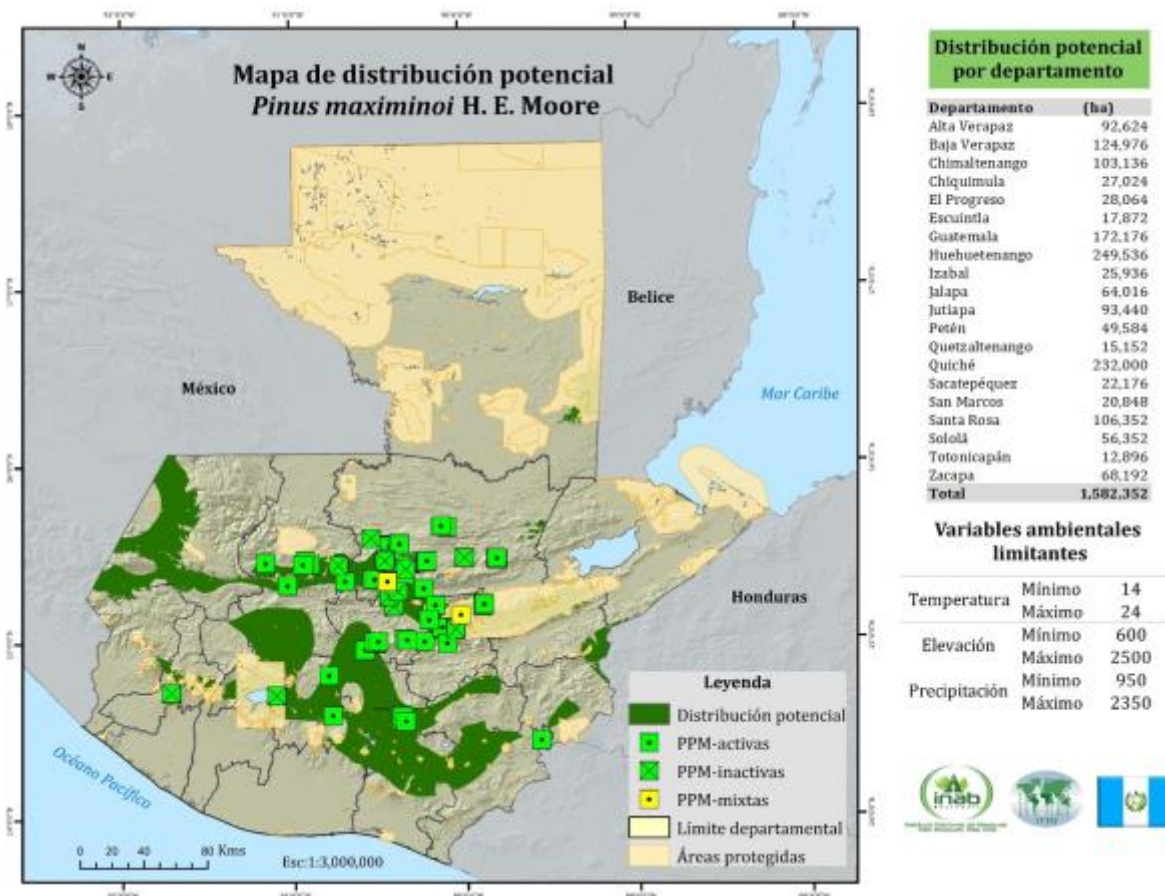 Mapa de distribución potencial
Pinus maximinoi H. E. Moore
N
W E
S
Belice
México
Mar Caribe
Honduras
Océano Pacífico
Leyenda
Distribución potencial
PPM-activas
PPM-inactivas
PPM-mixtas
Límite departamental
Áreas protegidas
0 20 40 80 Kms
Esc:1:3,000,000
Distribución potencial
por departamento
Departamento (ha)
Alta Verapaz 92,624
Baja Verapaz 124,976
Chimaltenango 103,136
Chiquimula 27,024
El Progreso 28,064
Escuintla 17,872
Guatemala 172,176
Huehuetenango 249,536
Izabal 25,936
Jalapa 64,016
Jutiapa 93,440
Petén 49,584
Quetzaltenango 15,152
Quiché 232,000
Sacatepéquez 22,176
San Marcos 20,848
Santa Rosa 106,352
Sololá 56,352
Totonicapán 12,896
Zacapa 68,192
Total 1,582,352
Variables ambientales
limitantes
Temperatura Mínimo 14
Máximo 24
Elevación Mínimo 600
Máximo 2500
Precipitación Mínimo 950
Máximo 2350
inab